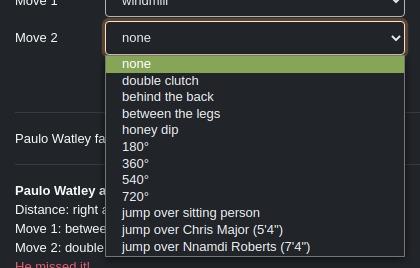 Move 1 windmill
Move 2 none
none
double clutch
behind the back
between the legs
honey dip
180°
360°
540°
720°
jump over sitting person
jump over Chris Major (5'4")
jump over Nnamdi Roberts (7'4")
Paulo Watley
Paulo Watley
Distance: right
Move 1:
Move 2: double
He missed it!